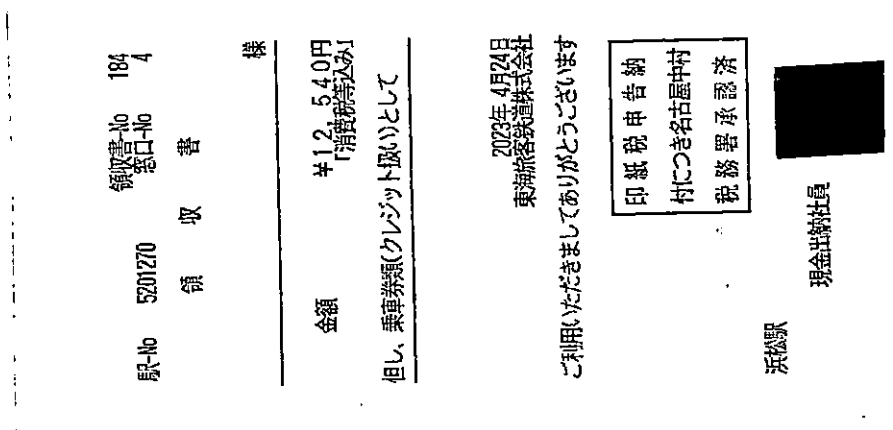 駅-No 5201270 領収書-No 184
窓口-No 4
領 収 書
様
金額 ¥12,540円
「消費税等込み」
但し、乗車券類(クレジット扱い)として
2023年 4月24日
東海旅客鉄道株式会社
ご利用いただきましてありがとうございます
印紙税申告納
付につき名古屋中村
税務署承認済
浜松駅
現金出納社員